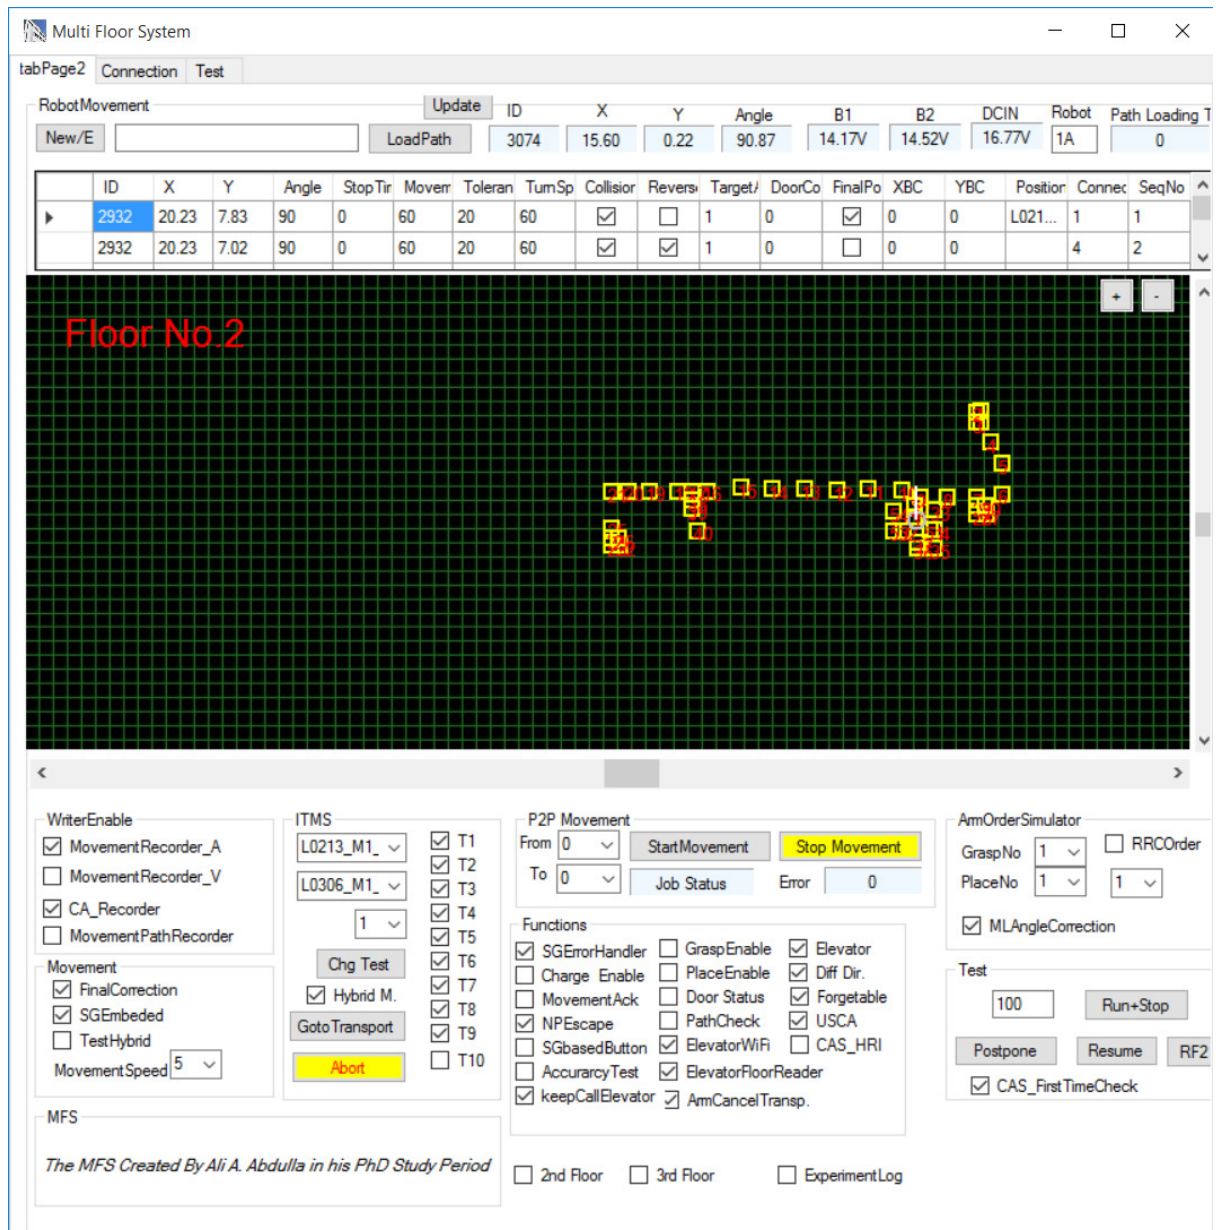 Multi Floor System
tabPage2 Connection Test
RobotMovement Update ID X Y Angle B1 B2 DCIN Robot Path Loading T
New/E LoadPath 3074 15.60 0.22 90.87 14.17V 14.52V 16.77V 1A 0
ID X Y Angle StopTir Movem Toleran TurnSp Collision Reverse TargetA DoorCo FinalPo XBC YBC Position Connec SeqNo
2932 20.23 7.83 90 0 60 20 60 1 0 0 0 L021... 1 1
2932 20.23 7.02 90 0 60 20 60 1 0 0 0 4 2
+ -
Floor No.2
WriterEnable
MovementRecorder_A
MovementRecorder_V
CA_Recorder
MovementPathRecorder
Movement
FinalCorrection
SGEmbeded
TestHybrid
MovementSpeed 5
MFS
The MFS Created By Ali A. Abdulla in his PhD Study Period
ITMS
L0213_M1_
L0306_M1_
1
Chg Test
Hybrid M.
GotoTransport
Abort
T1
T2
T3
T4
T5
T6
T7
T8
T9
T10
P2P Movement
From 0 StartMovement Stop Movement
To 0 Job Status Error 0
Functions
SGErrorHandler GraspEnable Elevator
Charge Enable PlaceEnable Diff Dir.
MovementAck Door Status Forgetable
NPEscape PathCheck USCA
SGbasedButton ElevatorWiFi CAS_HRI
AccurarcyTest ElevatorFloorReader
keepCallElevator ArmCancelTransp.
2nd Floor 3rd Floor ExperimentLog
ArmOrderSimulator
GraspNo 1 RRCOrder
PlaceNo 1 1
MLAngleCorrection
Test
100 Run+Stop
Postpone Resume RF2
CAS_FirstTimeCheck